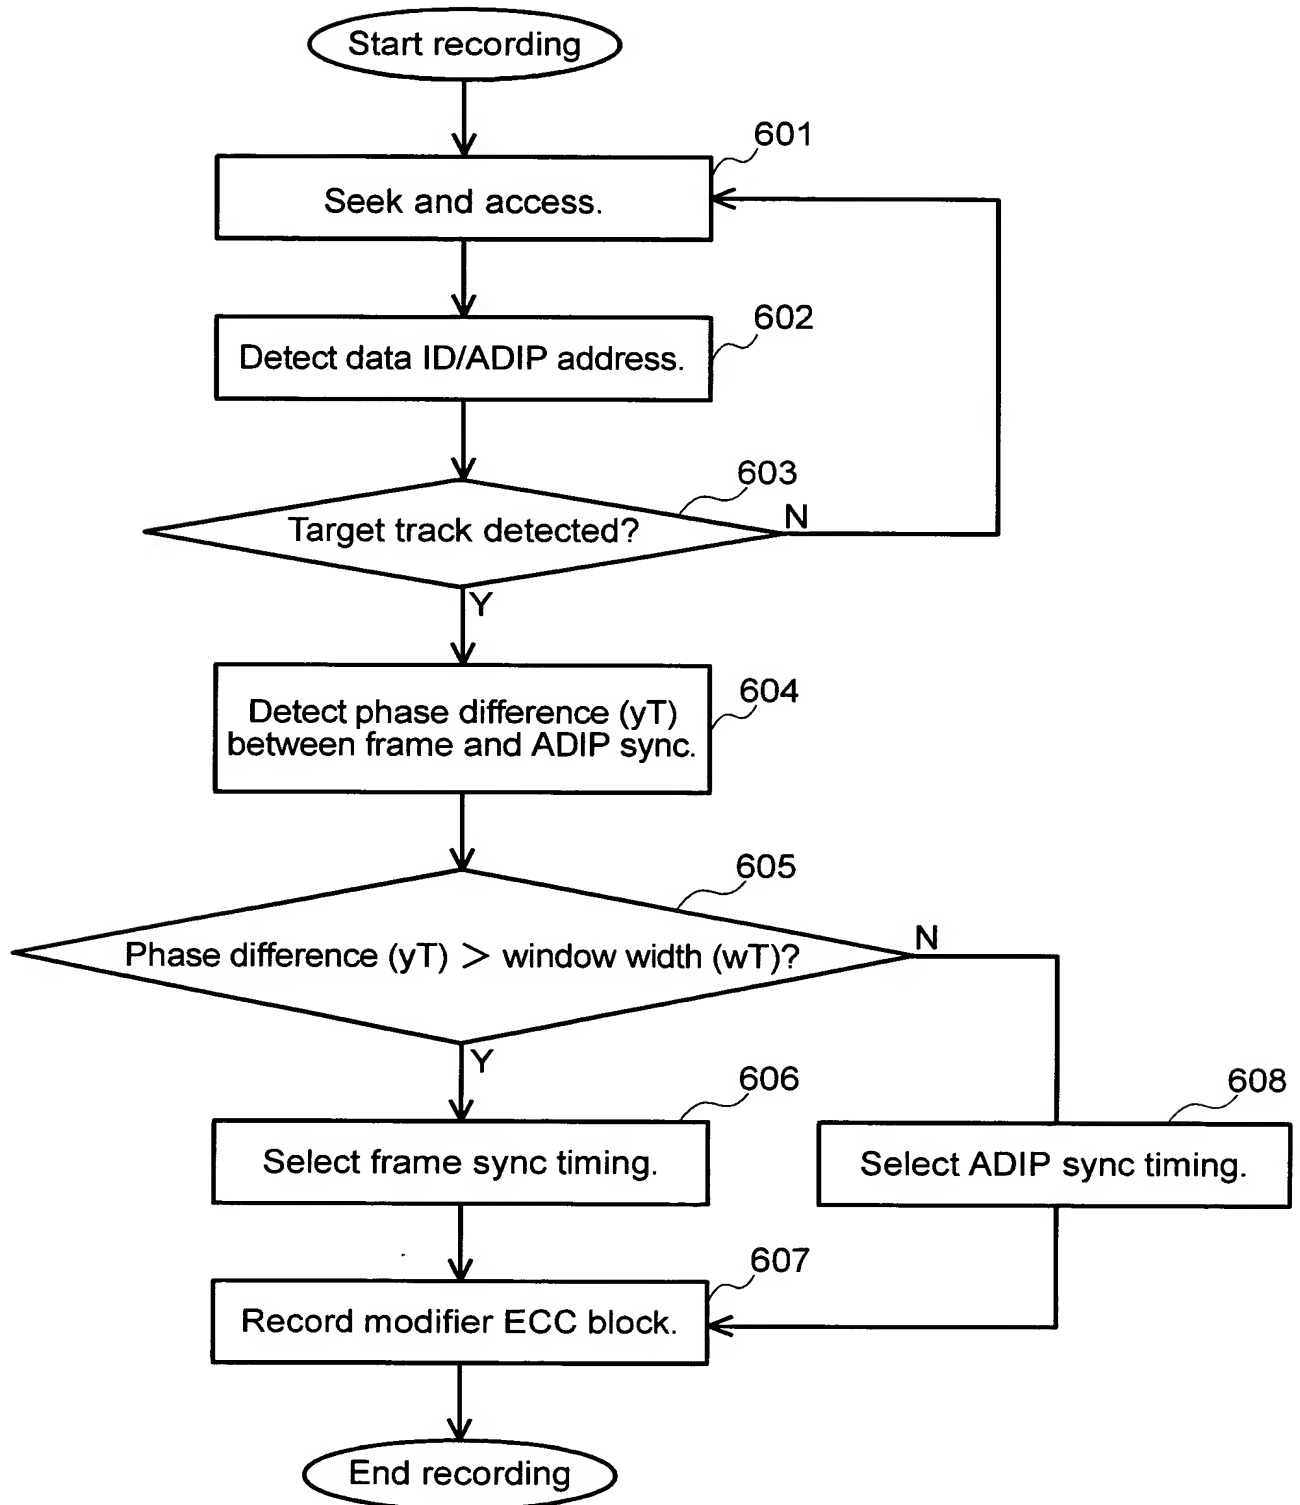 Start recording
601
Seek and access.
602
Detect data ID/ADIP address.
603
Target track detected?
N
Y
604
Detect phase difference (yT)
between frame and ADIP sync.
605
Phase difference (yT) > window width (wT)?
N
Y
606
Select frame sync timing.
608
Select ADIP sync timing.
607
Record modifier ECC block.
End recording